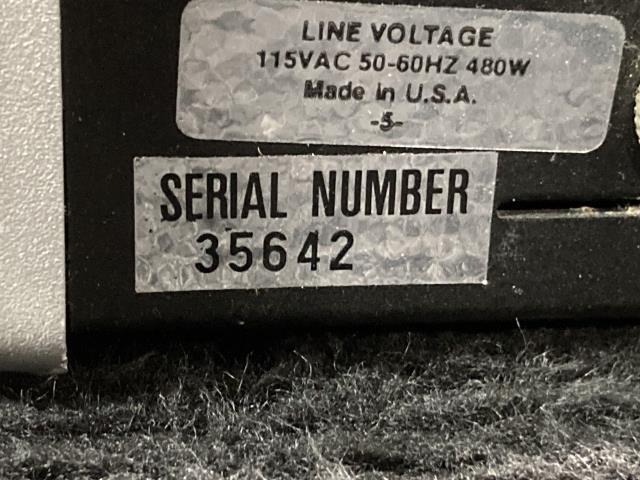 LINE VOLTAGE
115VAC 50-60HZ 480W
Made in U.S.A.
-5-
SERIAL NUMBER
35642